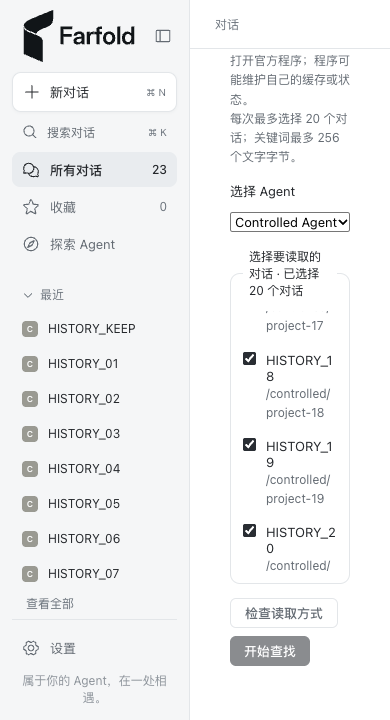 Farfold
新对话 ⌘ N
搜索对话 ⌘ K
所有对话 23
收藏 0
探索 Agent
最近
C HISTORY_KEEP
C HISTORY_01
C HISTORY_02
C HISTORY_03
C HISTORY_04
C HISTORY_05
C HISTORY_06
C HISTORY_07
查看全部
设置
属于你的 Agent，在一处相
遇。
对话
打开官方程序；程序可
能维护自己的缓存或状
态。
每次最多选择 20 个对
话；关键词最多 256
个文字字节。
选择 Agent
Controlled Agent
选择要读取的
对话 · 已选择
20 个对话
project-17
HISTORY_1
8
/controlled/
project-18
HISTORY_1
9
/controlled/
project-19
HISTORY_2
0
/controlled/
检查读取方式
开始查找